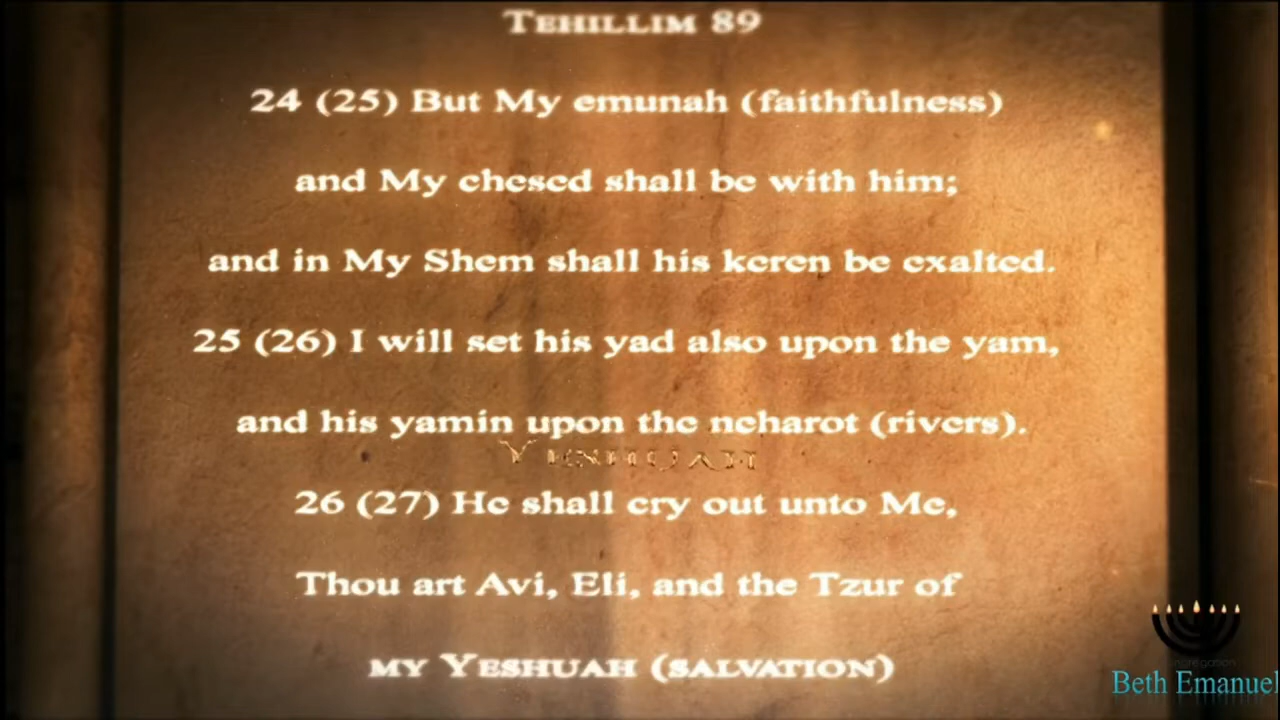 Tehillim 89
24 (25) But My emunah (faithfulness)
and My chesed shall be with him;
and in My Shem shall his keren be exalted.
25 (26) I will set his yad also upon the yam,
and his yamin upon the neharot (rivers).
Yeshuah
26 (27) He shall cry out unto Me,
Thou art Avi, Eli, and the Tzur of
my Yeshuah (salvation)
Beth Emanuel